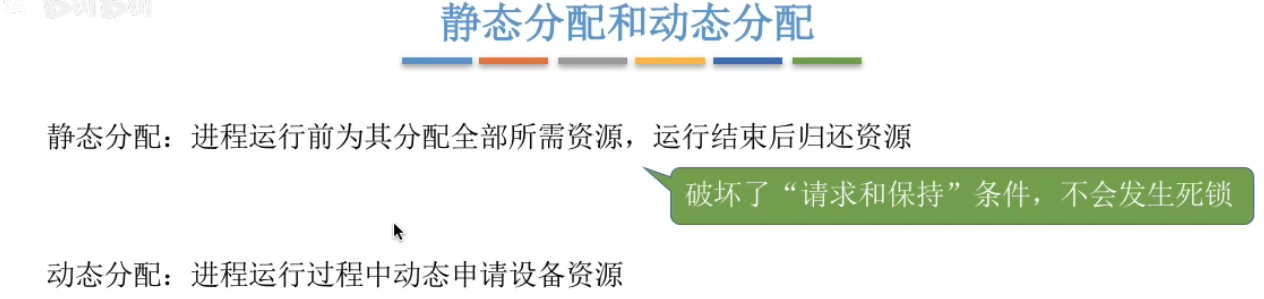 静态分配和动态分配
静态分配：进程运行前为其分配全部所需资源，运行结束后归还资源
破坏了“请求和保持”条件，不会发生死锁
动态分配：进程运行过程中动态申请设备资源